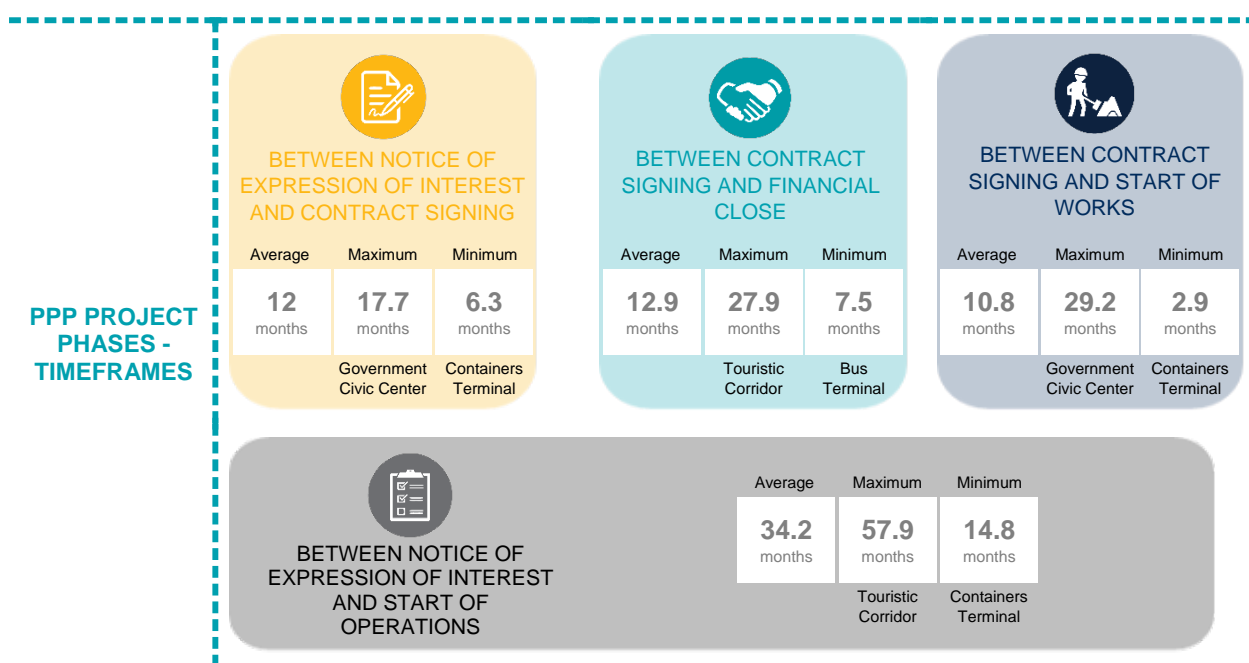 PPP PROJECT
PHASES -
TIMEFRAMES
BETWEEN NOTICE OF
EXPRESSION OF INTEREST
AND CONTRACT SIGNING
Average Maximum Minimum
12 17.7 6.3
months months months
Government Containers
Civic Center Terminal
BETWEEN CONTRACT
SIGNING AND FINANCIAL
CLOSE
Average Maximum Minimum
12.9 27.9 7.5
months months months
Touristic Bus
Corridor Terminal
BETWEEN CONTRACT
SIGNING AND START OF
WORKS
Average Maximum Minimum
10.8 29.2 2.9
months months months
Government Containers
Civic Center Terminal
BETWEEN NOTICE OF
EXPRESSION OF INTEREST
AND START OF
OPERATIONS
Average Maximum Minimum
34.2 57.9 14.8
months months months
Touristic Containers
Corridor Terminal